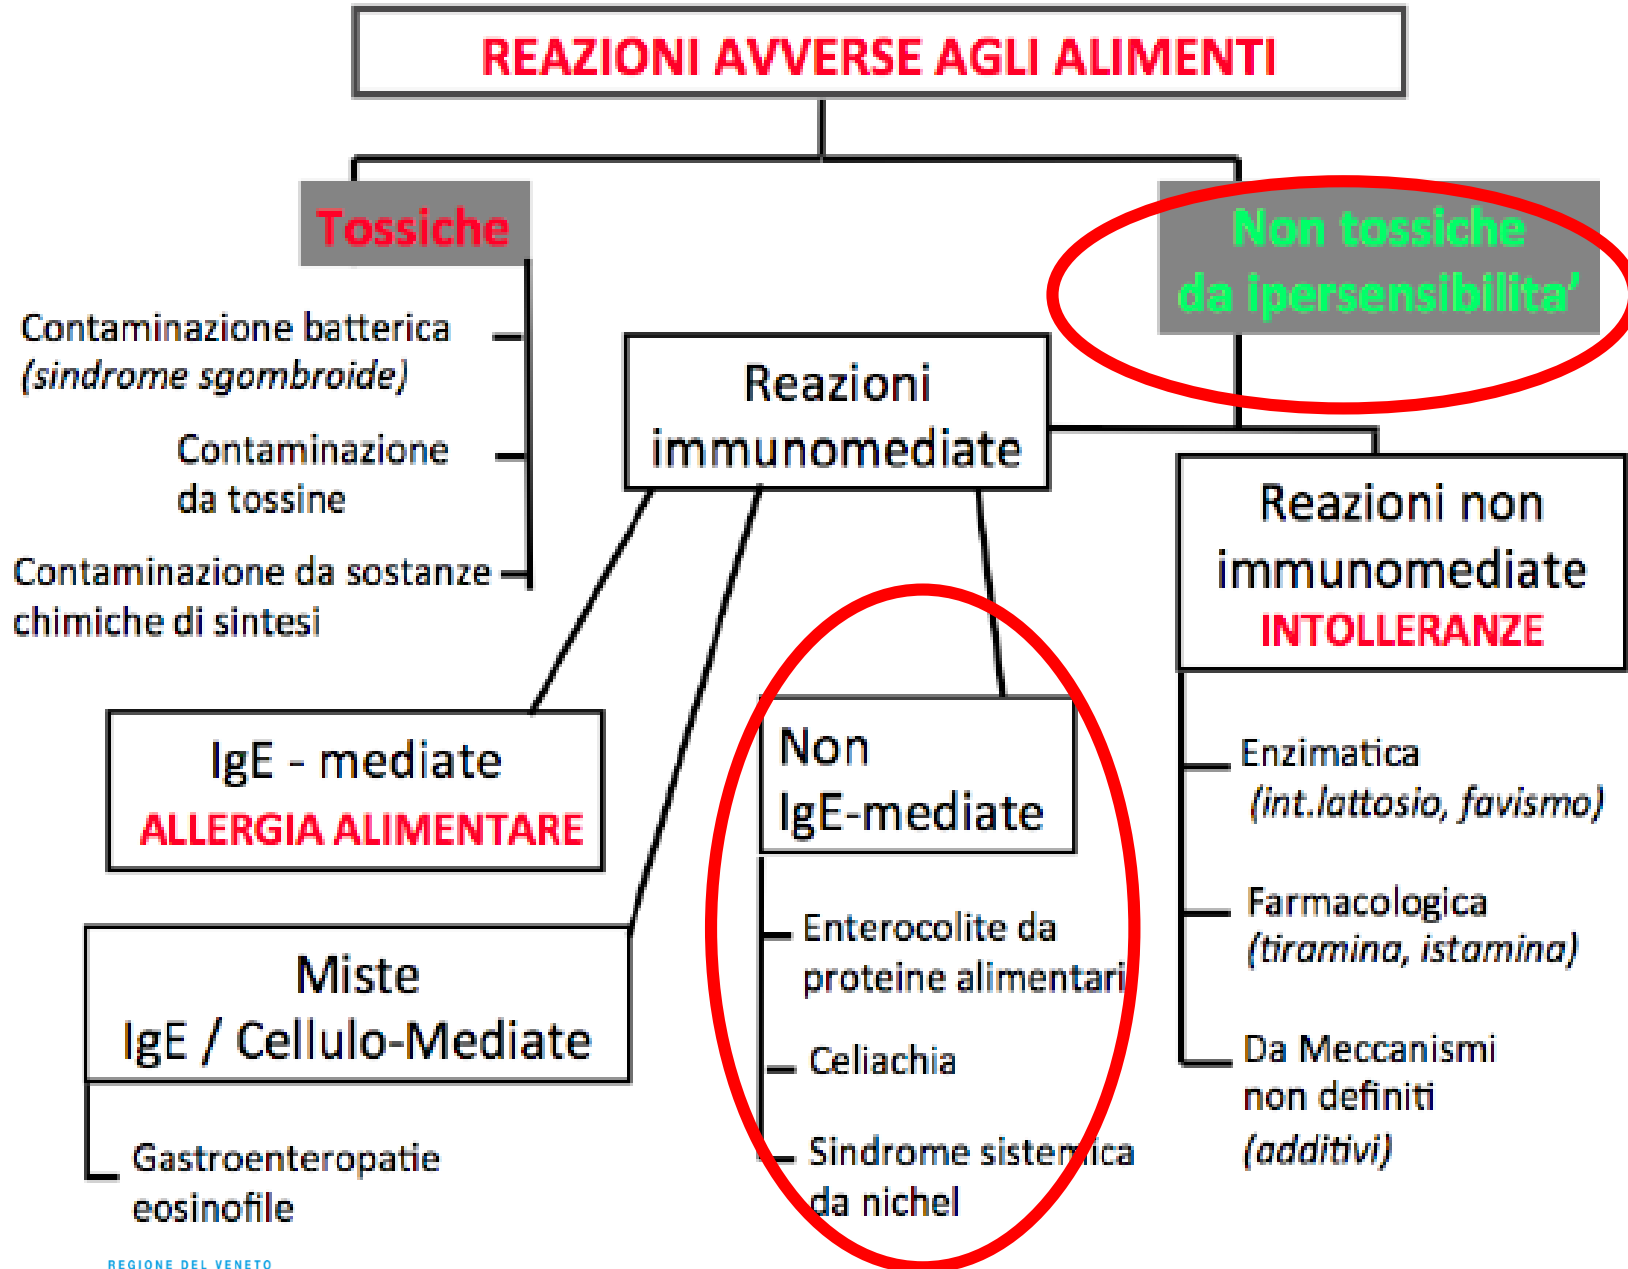 REAZIONI AVVERSE AGLI ALIMENTI
Tossiche
Contaminazione batterica
(sindrome sgombroide)
Contaminazione
da tossine
Contaminazione da sostanze
chimiche di sintesi
Non tossiche
da ipersensibilita’
Reazioni
immunomediate
Reazioni non
immunomediate
INTOLLERANZE
IgE - mediate
ALLERGIA ALIMENTARE
Miste
IgE / Cellulo-Mediate
Gastroenteropatie
eosinofile
Non
IgE-mediate
Enterocolite da
proteine alimentari
Celiachia
Sindrome sistemica
da nichel
Enzimatica
(int.lattosio, favismo)
Farmacologica
(tiramina, istamina)
Da Meccanismi
non definiti
(additivi)
REGIONE DEL VENETO